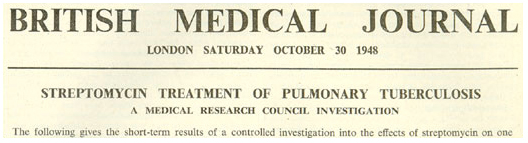 BRITISH MEDICAL JOURNAL
LONDON SATURDAY OCTOBER 30 1948
STREPTOMYCIN TREATMENT OF PULMONARY TUBERCULOSIS
A MEDICAL RESEARCH COUNCIL INVESTIGATION
The following gives the short-term results of a controlled investigation into the effects of streptomycin on one